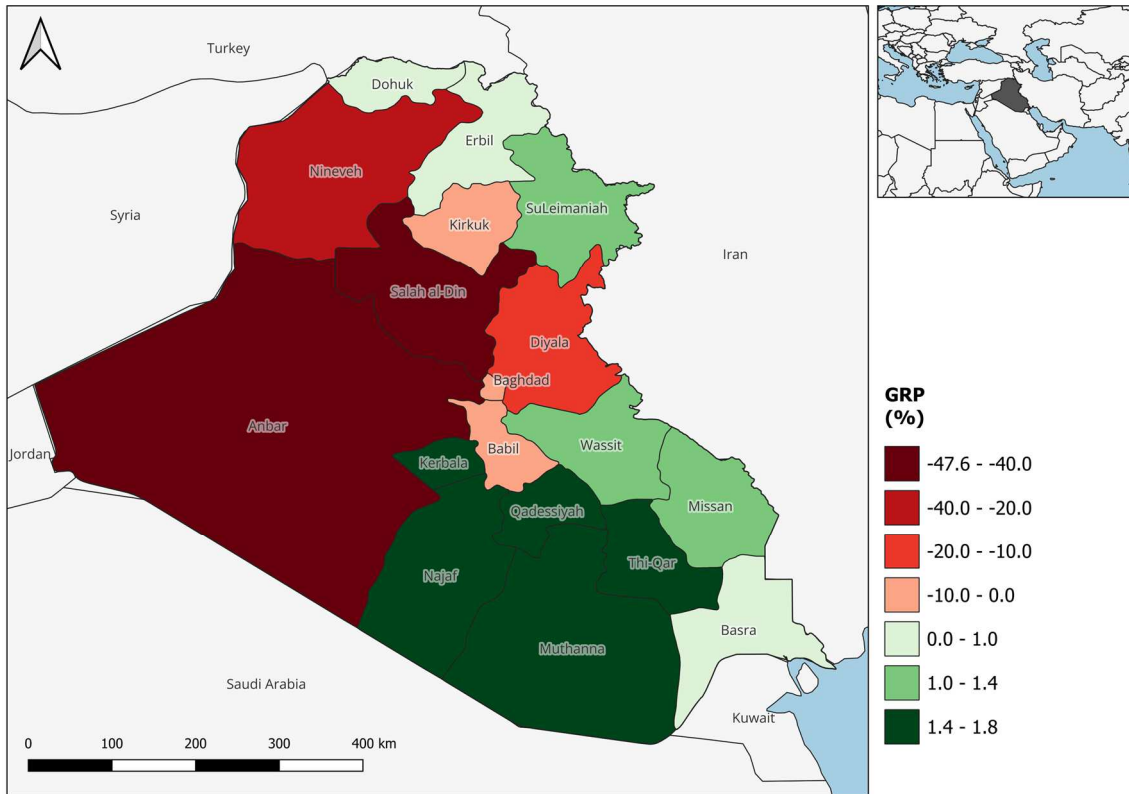 Turkey
Dohuk
Erbil
Nineveh
SuLeimaniah
Syria
Kirkuk
Iran
Salah al-Din
Diyala
Baghdad
Anbar
Babil
Wassit
Jordan
Kerbala
Missan
Qadessiyah
Thi-Qar
Najaf
Basra
Muthanna
Saudi Arabia
Kuwait
0 100 200 300 400 km
GRP
(%)
-47.6 - -40.0
-40.0 - -20.0
-20.0 - -10.0
-10.0 - 0.0
0.0 - 1.0
1.0 - 1.4
1.4 - 1.8